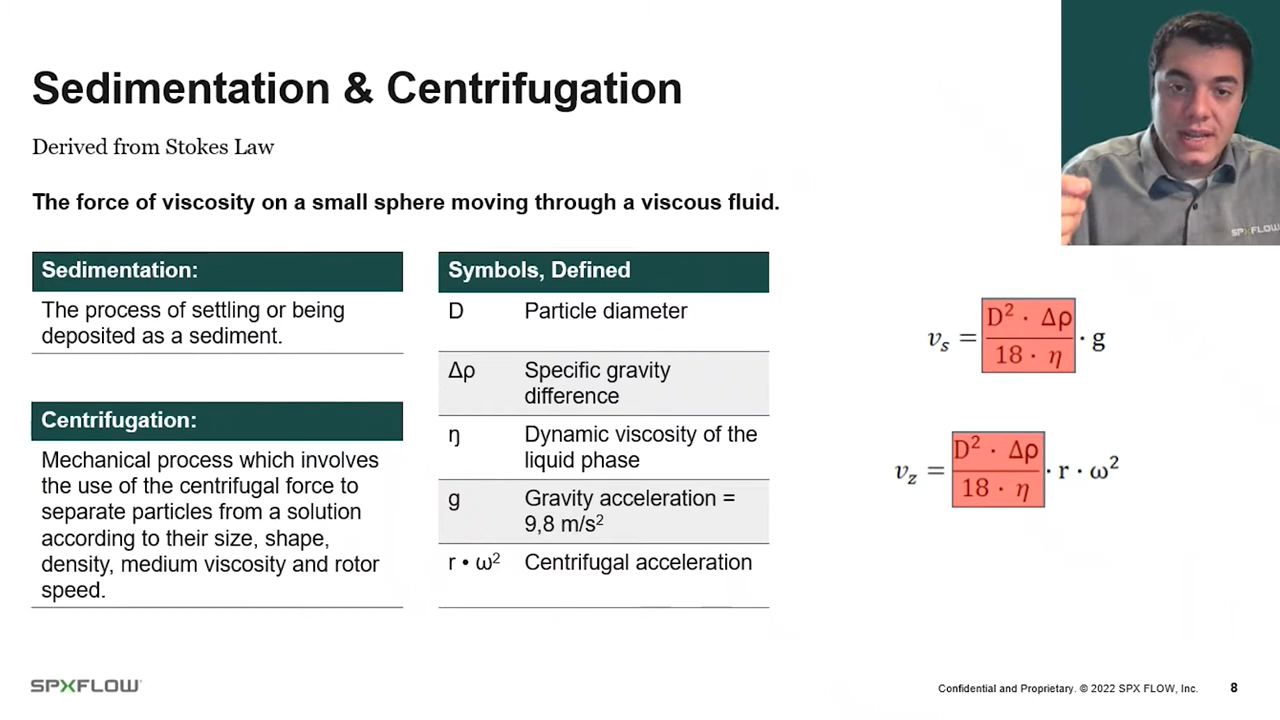 Sedimentation & Centrifugation
Derived from Stokes Law
The force of viscosity on a small sphere moving through a viscous fluid.
Sedimentation:
The process of settling or being
deposited as a sediment.
Centrifugation:
Mechanical process which involves
the use of the centrifugal force to
separate particles from a solution
according to their size, shape,
density, medium viscosity and rotor
speed.
Symbols, Defined
D Particle diameter
Δρ Specific gravity
difference
η Dynamic viscosity of the
liquid phase
g Gravity acceleration =
9,8 m/s²
r • ω² Centrifugal acceleration
SPXFLOW
D² · Δρ
vₛ = · g
18 · η
D² · Δρ
v_z = · r · ω²
18 · η
SPXFLOW
Confidential and Proprietary. © 2022 SPX FLOW, Inc. 8